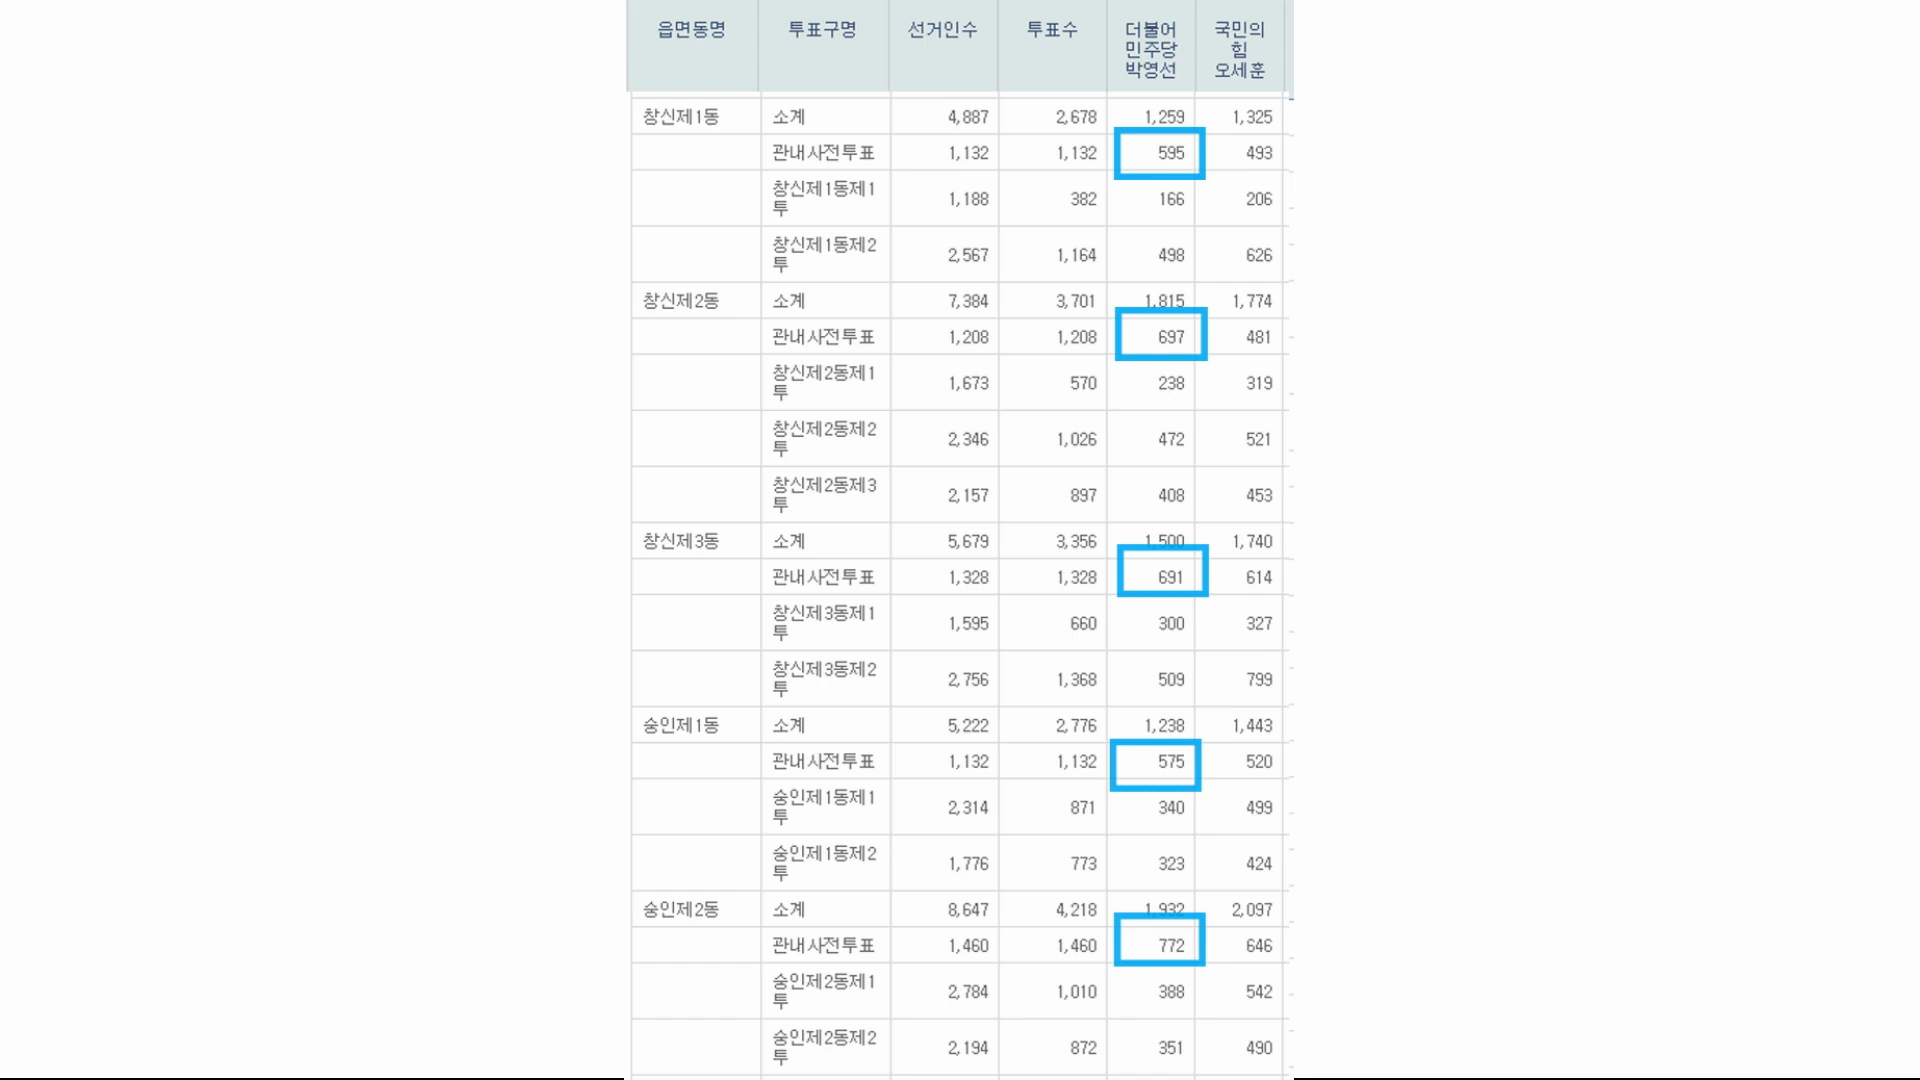 읍면동명 투표구명 선거인수 투표수 더불어 국민의
민주당 힘
박영선 오세훈
창신제1동 소계 4,887 2,678 1,259 1,325
관내사전투표 1,132 1,132 595 493
창신제1동제1
투 1,188 382 166 206
창신제1동제2
투 2,567 1,164 498 626
창신제2동 소계 7,384 3,701 1,815 1,774
관내사전투표 1,208 1,208 697 481
창신제2동제1
투 1,673 570 238 319
창신제2동제2
투 2,346 1,026 472 521
창신제2동제3
투 2,157 897 408 453
창신제3동 소계 5,679 3,356 1,500 1,740
관내사전투표 1,328 1,328 691 614
창신제3동제1
투 1,595 660 300 327
창신제3동제2
투 2,756 1,368 509 799
숭인제1동 소계 5,222 2,776 1,238 1,443
관내사전투표 1,132 1,132 575 520
숭인제1동제1
투 2,314 871 340 499
숭인제1동제2
투 1,776 773 323 424
숭인제2동 소계 8,647 4,218 1,932 2,097
관내사전투표 1,460 1,460 772 646
숭인제2동제1
투 2,784 1,010 388 542
숭인제2동제2
투 2,194 872 351 490